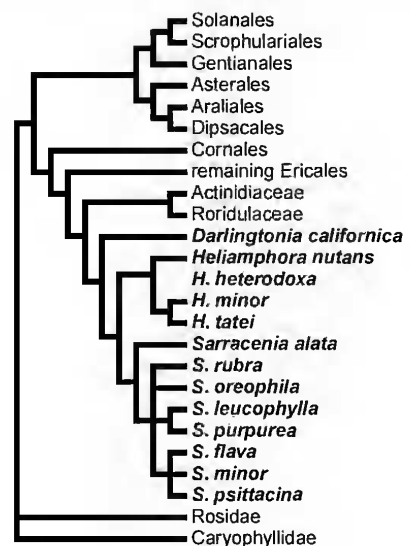 Solanales
Scrophulariales
Gentianales
Asterales
Araliales
Dipsacales
Cornales
remaining Ericales
Actinidiaceae
Roridulaceae
Darlingtonia californica
Heliamphora nutans
H. heterodoxa
H. minor
H. tatei
Sarracenia alata
S. rubra
S. oreophila
S. leucophylla
S. purpurea
S. flava
S. minor
S. psittacina
Rosidae
Caryophyllidae